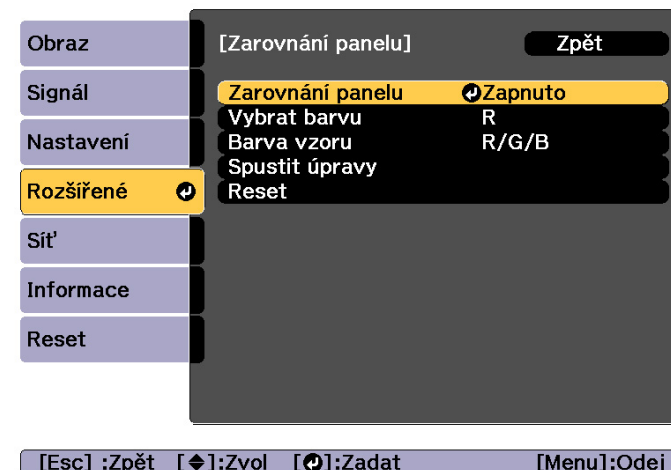 Obraz
Signál
Nastavení
Rozšířené
Síť
Informace
Reset
[Zarovnání panelu] Zpět
Zarovnání panelu Zapnuto
Vybrat barvu R
Barva vzoru R/G/B
Spustit úpravy
Reset
[Esc] :Zpět [ ]:Zvol [ ]:Zadat [Menu]:Odej